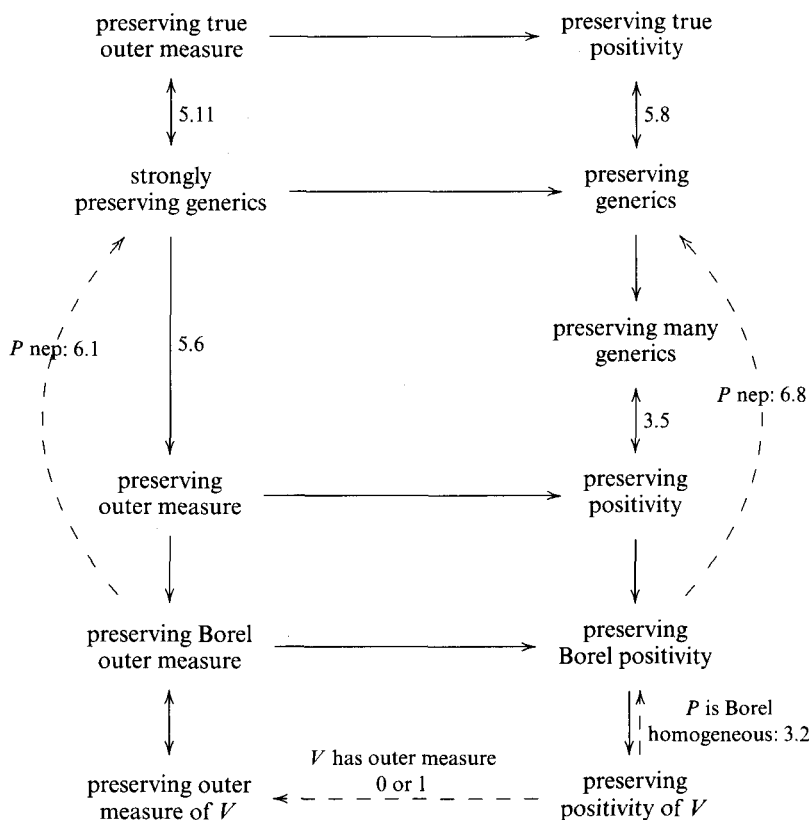 preserving true
outer measure
preserving true
positivity
5.11
5.8
strongly
preserving generics
preserving
generics
preserving many
generics
P nep: 6.1
5.6
P nep: 6.8
3.5
preserving
outer measure
preserving
positivity
preserving Borel
outer measure
preserving
Borel positivity
P is Borel
homogeneous: 3.2
V has outer measure
0 or 1
preserving outer
measure of V
preserving
positivity of V